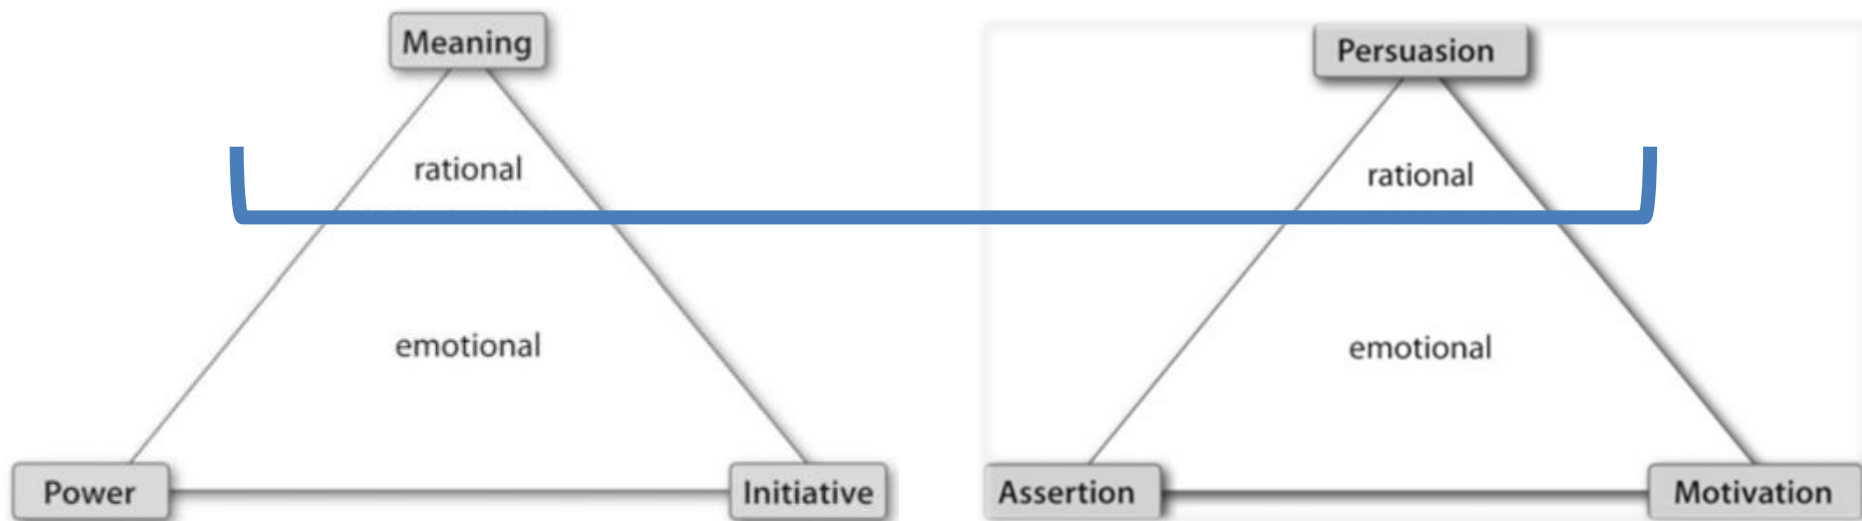 Meaning
rational
emotional
Power
Initiative
Persuasion
rational
emotional
Assertion
Motivation